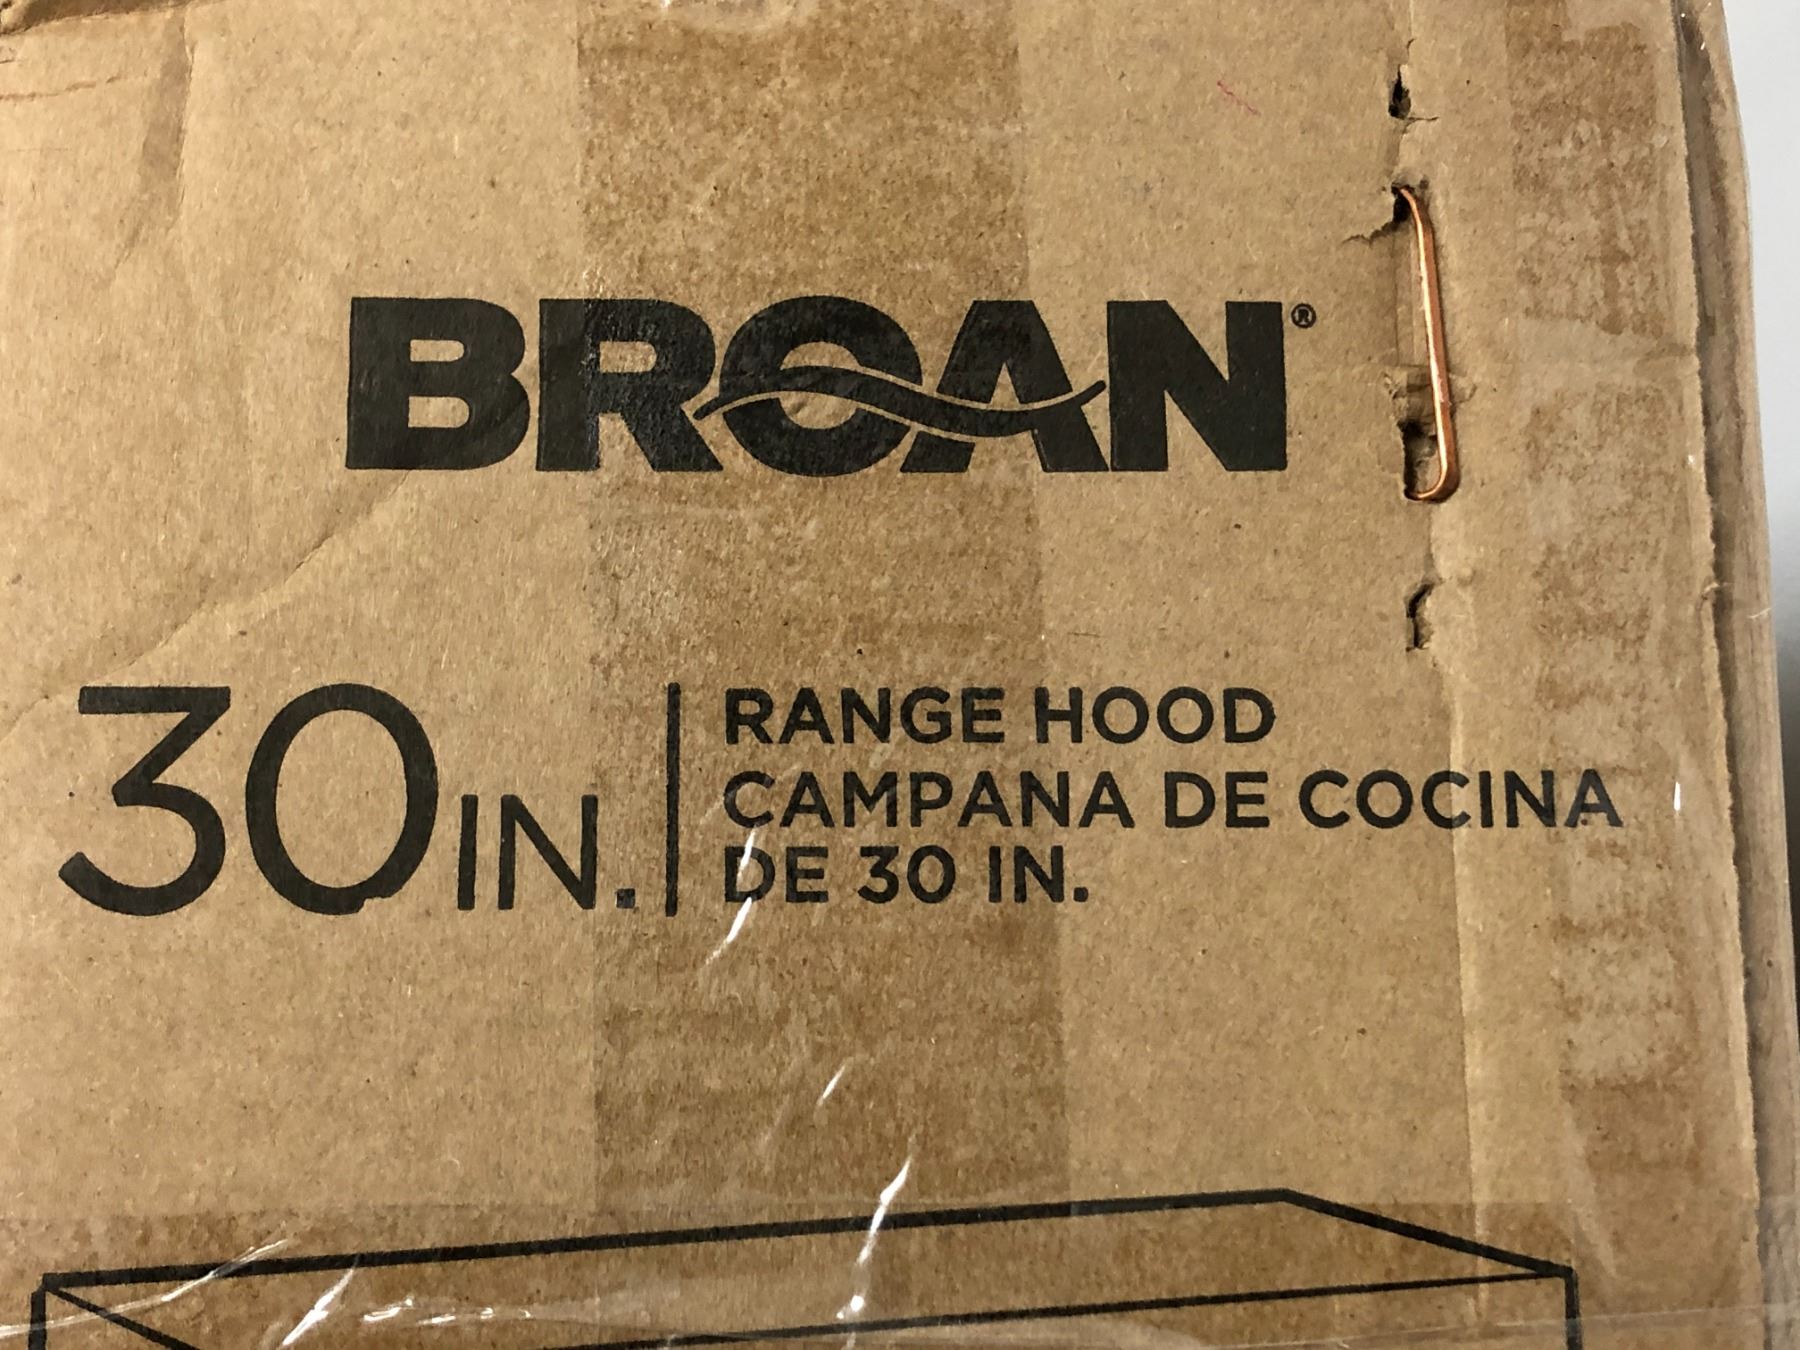 BROAN®
30 IN.
RANGE HOOD
CAMPANA DE COCINA
DE 30 IN.